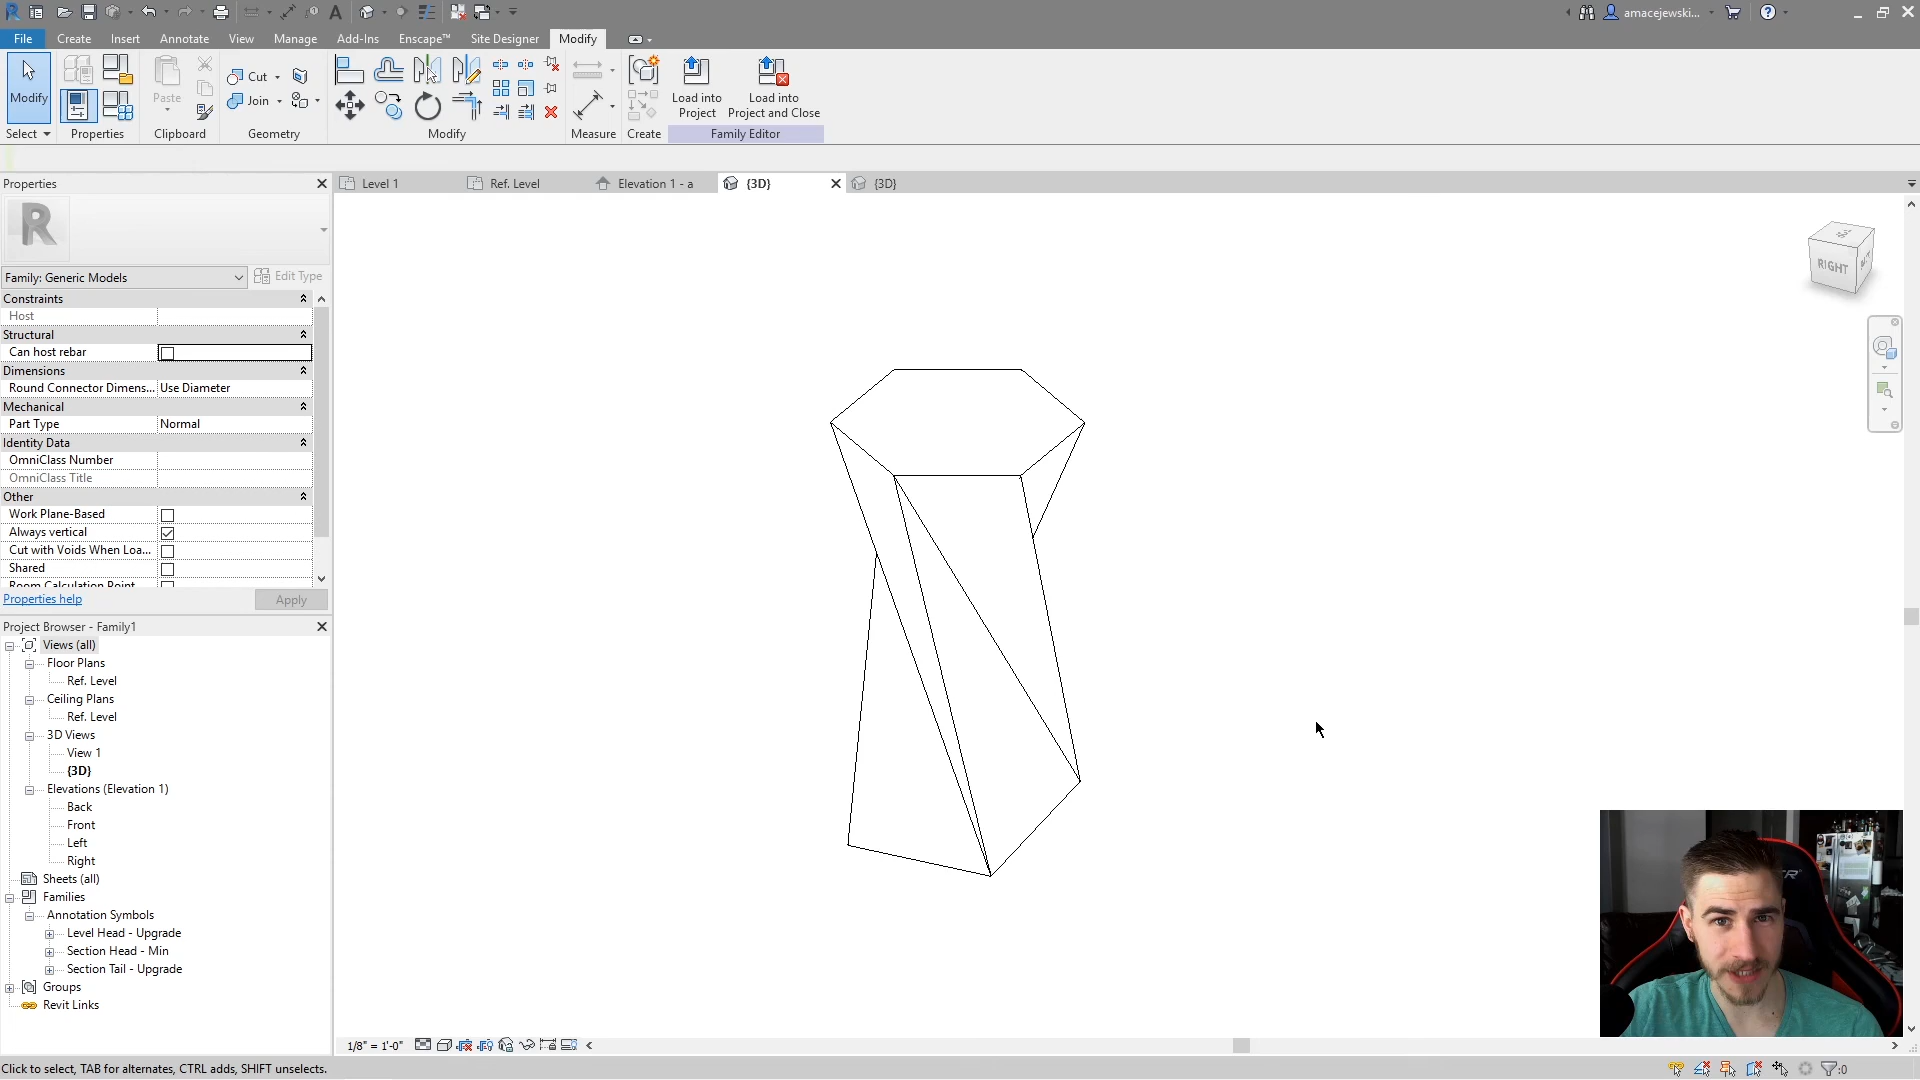 amacejewski...
File Create Insert Annotate View Manage Add-Ins Enscape™ Site Designer Modify
Modify
Paste
Cut
Join
Load into
Project
Load into
Project and Close
Select Properties Clipboard Geometry Modify Measure Create Family Editor
Properties
Level 1 Ref. Level Elevation 1 - a {3D} {3D}
Family: Generic Models Edit Type
Constraints
Host
Structural
Can host rebar
Dimensions
Round Connector Dimens... Use Diameter
Mechanical
Part Type Normal
Identity Data
OmniClass Number
OmniClass Title
Other
Work Plane-Based
Always vertical
Cut with Voids When Loa...
Shared
Room Calculation Point
Properties help Apply
Project Browser - Family1
Views (all)
Floor Plans
Ref. Level
Ceiling Plans
Ref. Level
3D Views
View 1
{3D}
Elevations (Elevation 1)
Back
Front
Left
Right
Sheets (all)
Families
Annotation Symbols
Level Head - Upgrade
Section Head - Min
Section Tail - Upgrade
Groups
Revit Links
RIGHT
1/8" = 1'-0"
Click to select, TAB for alternates, CTRL adds, SHIFT unselects.
:0